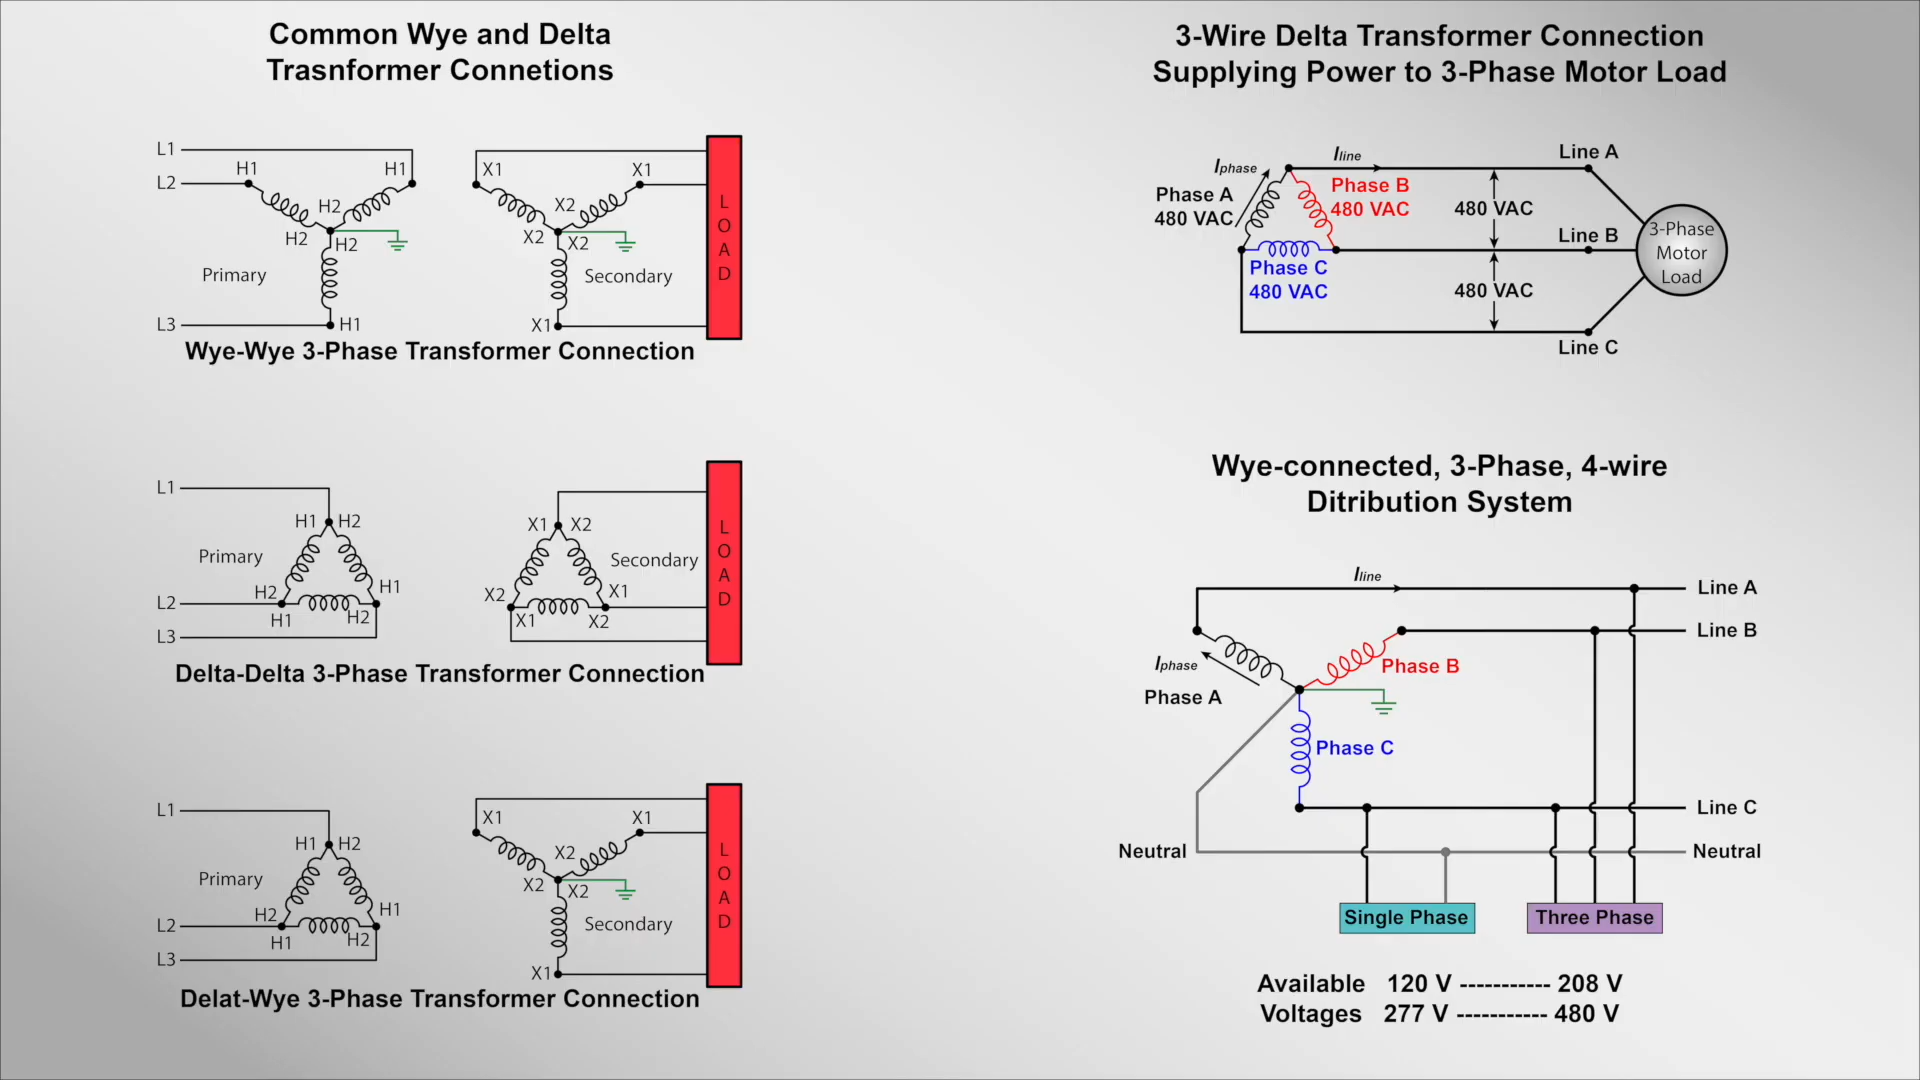 Common Wye and Delta
Trasnformer Connetions
L1
H1
H1
L2
H2
H2
H2
Primary
L3
H1
X1
X1
X2
X2
X2
Secondary
X1
L
O
A
D
Wye-Wye 3-Phase Transformer Connection
L1
H1
H2
Primary
H2
H1
L2
H1
H2
L3
X1
X2
Secondary
X2
X1
X1
X2
L
O
A
D
Delta-Delta 3-Phase Transformer Connection
L1
H1
H2
Primary
H2
H1
L2
H1
H2
L3
X1
X1
X2
X2
X2
Secondary
X1
L
O
A
D
Delat-Wye 3-Phase Transformer Connection
3-Wire Delta Transformer Connection
Supplying Power to 3-Phase Motor Load
Iphase
Iline
Line A
Phase A
480 VAC
Phase B
480 VAC
480 VAC
Line B
3-Phase
Motor
Load
Phase C
480 VAC
480 VAC
Line C
Wye-connected, 3-Phase, 4-wire
Ditribution System
Iline
Line A
Line B
Iphase
Phase B
Phase A
Phase C
Line C
Neutral
Neutral
Single Phase
Three Phase
Available 120 V ----------- 208 V
Voltages 277 V ----------- 480 V